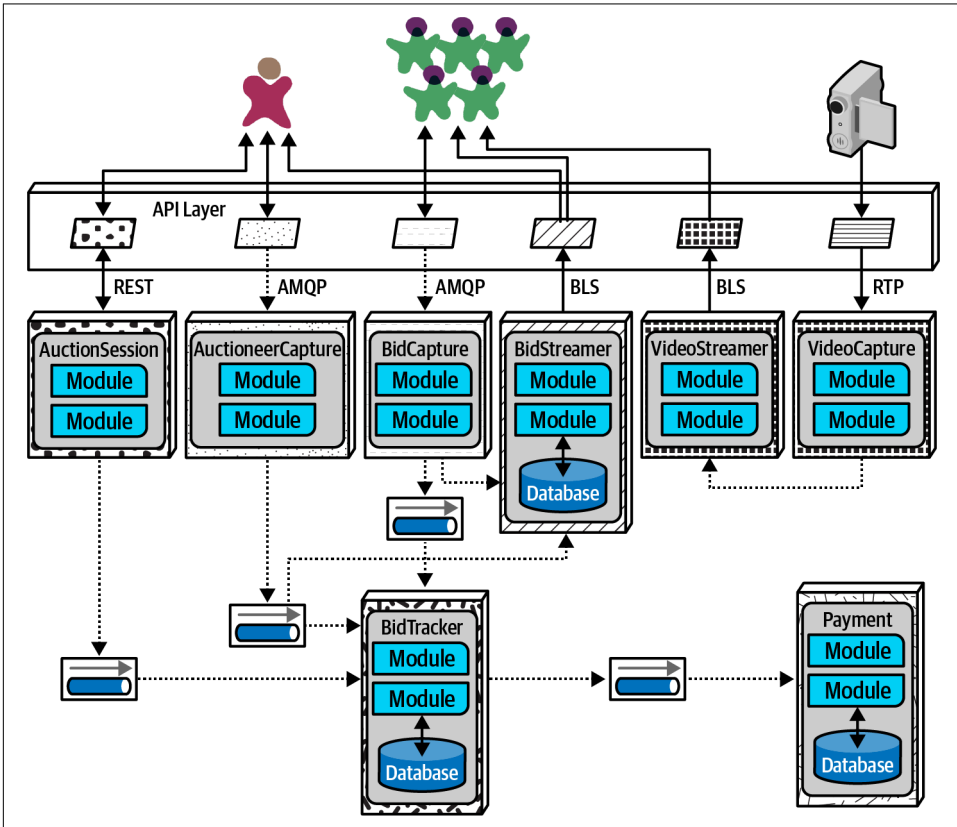 API Layer
REST
AMQP
AMQP
BLS
BLS
RTP
AuctionSession
Module
Module
AuctioneerCapture
Module
Module
BidCapture
Module
Module
BidStreamer
Module
Module
Database
VideoStreamer
Module
Module
VideoCapture
Module
Module
BidTracker
Module
Module
Database
Payment
Module
Module
Database